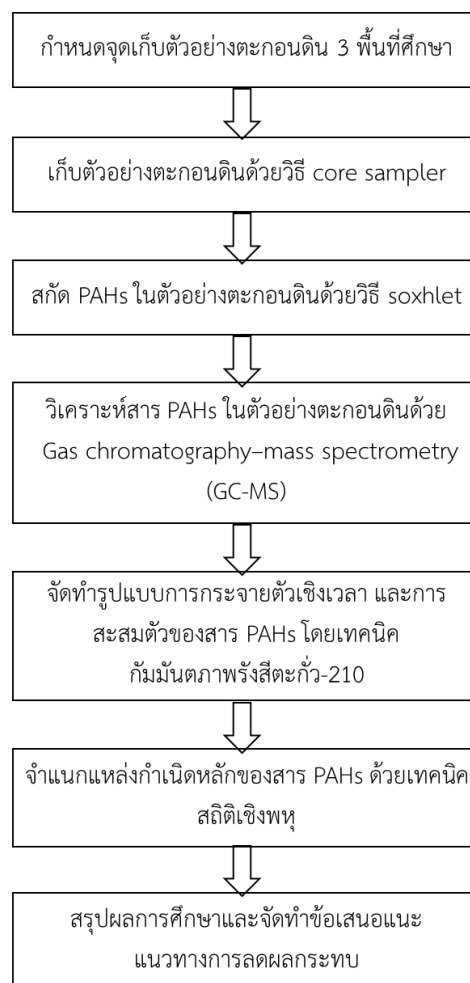 กำหนดจุดเก็บตัวอย่างตะกอนดิน 3 พื้นที่ศึกษา
เก็บตัวอย่างตะกอนดินด้วยวิธี core sampler
สกัด PAHs ในตัวอย่างตะกอนดินด้วยวิธี soxhlet
วิเคราะห์สาร PAHs ในตัวอย่างตะกอนดินด้วย
Gas chromatography–mass spectrometry
(GC-MS)
จัดทำรูปแบบการกระจายตัวเชิงเวลา และการ
สะสมตัวของสาร PAHs โดยเทคนิค
กัมมันตภาพรังสีตะกั่ว-210
จำแนกแหล่งกำเนิดหลักของสาร PAHs ด้วยเทคนิค
สถิติเชิงพหุ
สรุปผลการศึกษาและจัดทำข้อเสนอแนะ
แนวทางการลดผลกระทบ